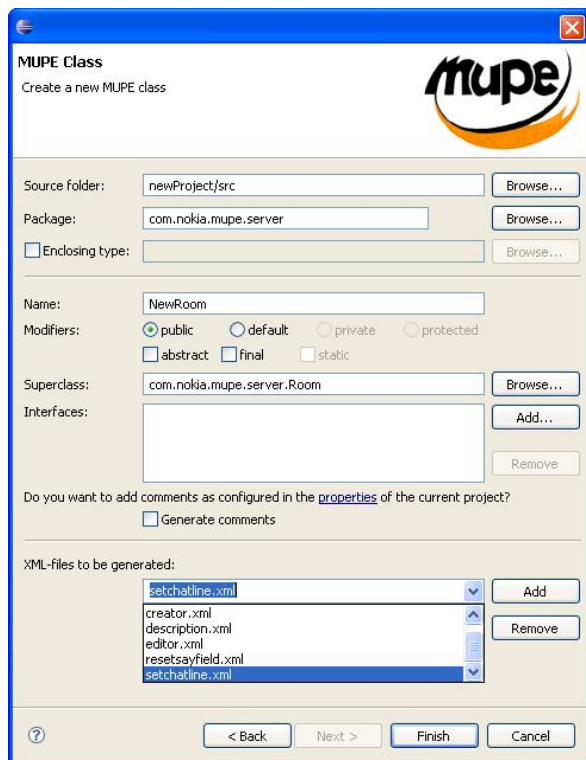 MUPE Class
Create a new MUPE class
mupe
Source folder: newProject/src Browse...
Package: com.nokia.mupe.server Browse...
Enclosing type: Browse...
Name: NewRoom
Modifiers: public default private protected
abstract final static
Superclass: com.nokia.mupe.server.Room Browse...
Interfaces: Add...
Remove
Do you want to add comments as configured in the properties of the current project?
Generate comments
XML-files to be generated:
setchatline.xml Add
creator.xml
description.xml Remove
editor.xml
resetsayfield.xml
setchatline.xml
? < Back Next > Finish Cancel